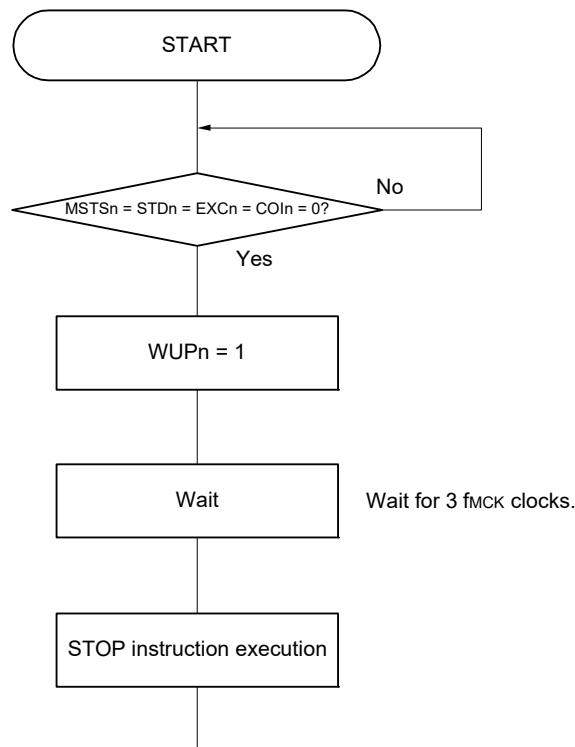 START
No
MSTSn = STDn = EXCn = COIn = 0?
Yes
WUPn = 1
Wait
Wait for 3 fMCK clocks.
STOP instruction execution